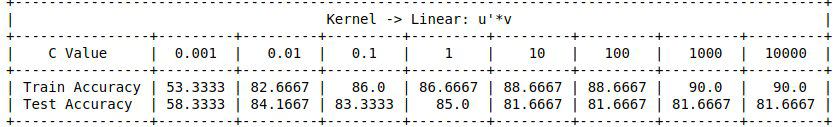 Kernel -> Linear: u'*v
C Value | 0.001 | 0.01 | 0.1 | 1 | 10 | 100 | 1000 | 10000
Train Accuracy | 53.3333 | 82.6667 | 86.0 | 86.6667 | 88.6667 | 88.6667 | 90.0 | 90.0
Test Accuracy | 58.3333 | 84.1667 | 83.3333 | 85.0 | 81.6667 | 81.6667 | 81.6667 | 81.6667